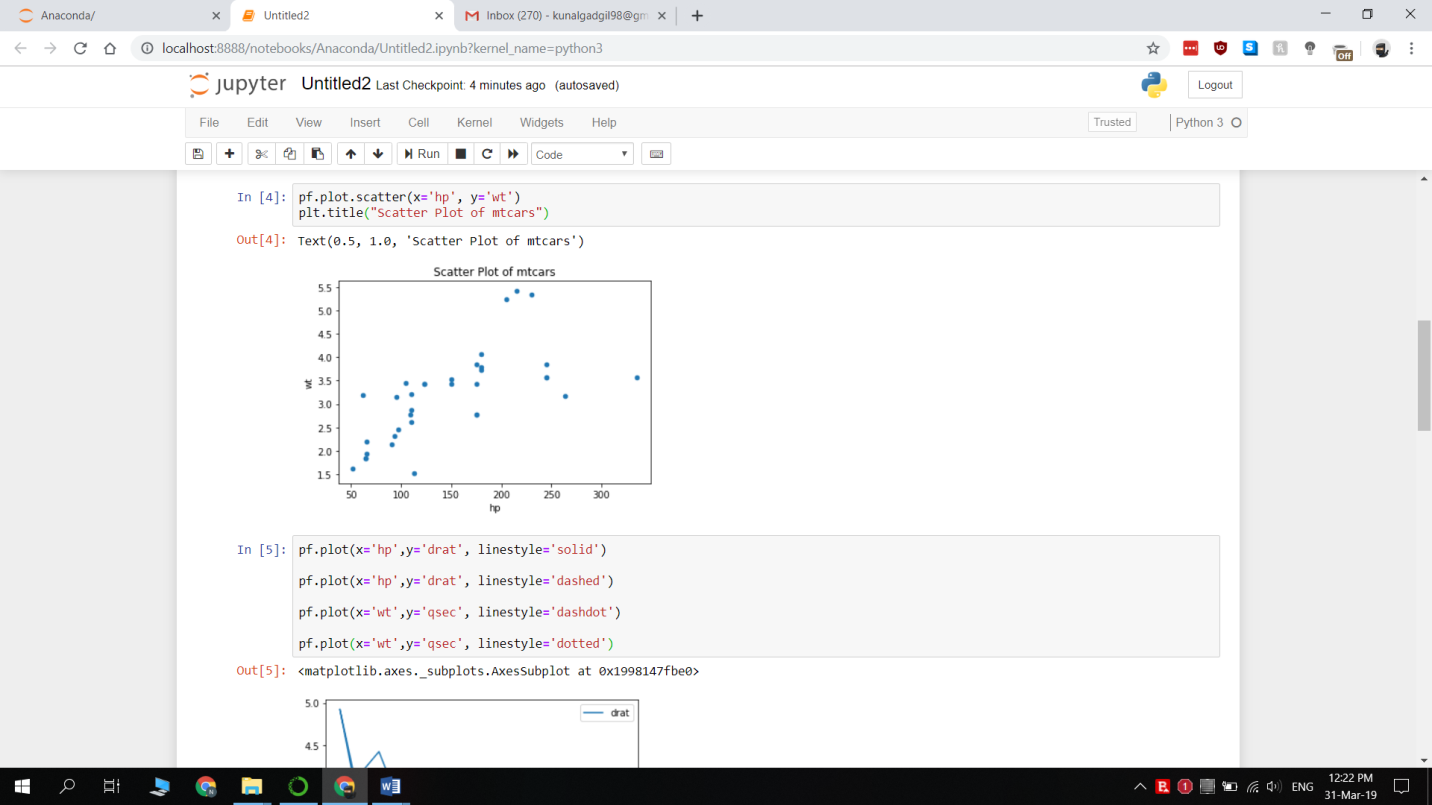 Anaconda/
Untitled2
Inbox (270) - kunalgadgil98@gm
localhost:8888/notebooks/Anaconda/Untitled2.ipynb?kernel_name=python3
Off
jupyter Untitled2 Last Checkpoint: 4 minutes ago (autosaved)
Logout
File Edit View Insert Cell Kernel Widgets Help
Trusted
Python 3
Run
Code
In [4]: pf.plot.scatter(x='hp', y='wt')
plt.title("Scatter Plot of mtcars")
Out[4]: Text(0.5, 1.0, 'Scatter Plot of mtcars')
Scatter Plot of mtcars
5.5
5.0
4.5
4.0
3.5
3.0
2.5
2.0
1.5
wt
50 100 150 200 250 300
hp
In [5]: pf.plot(x='hp',y='drat', linestyle='solid')
pf.plot(x='hp',y='drat', linestyle='dashed')
pf.plot(x='wt',y='qsec', linestyle='dashdot')
pf.plot(x='wt',y='qsec', linestyle='dotted')
Out[5]: <matplotlib.axes._subplots.AxesSubplot at 0x1998147fbe0>
5.0
drat
4.5
ENG
12:22 PM
31-Mar-19